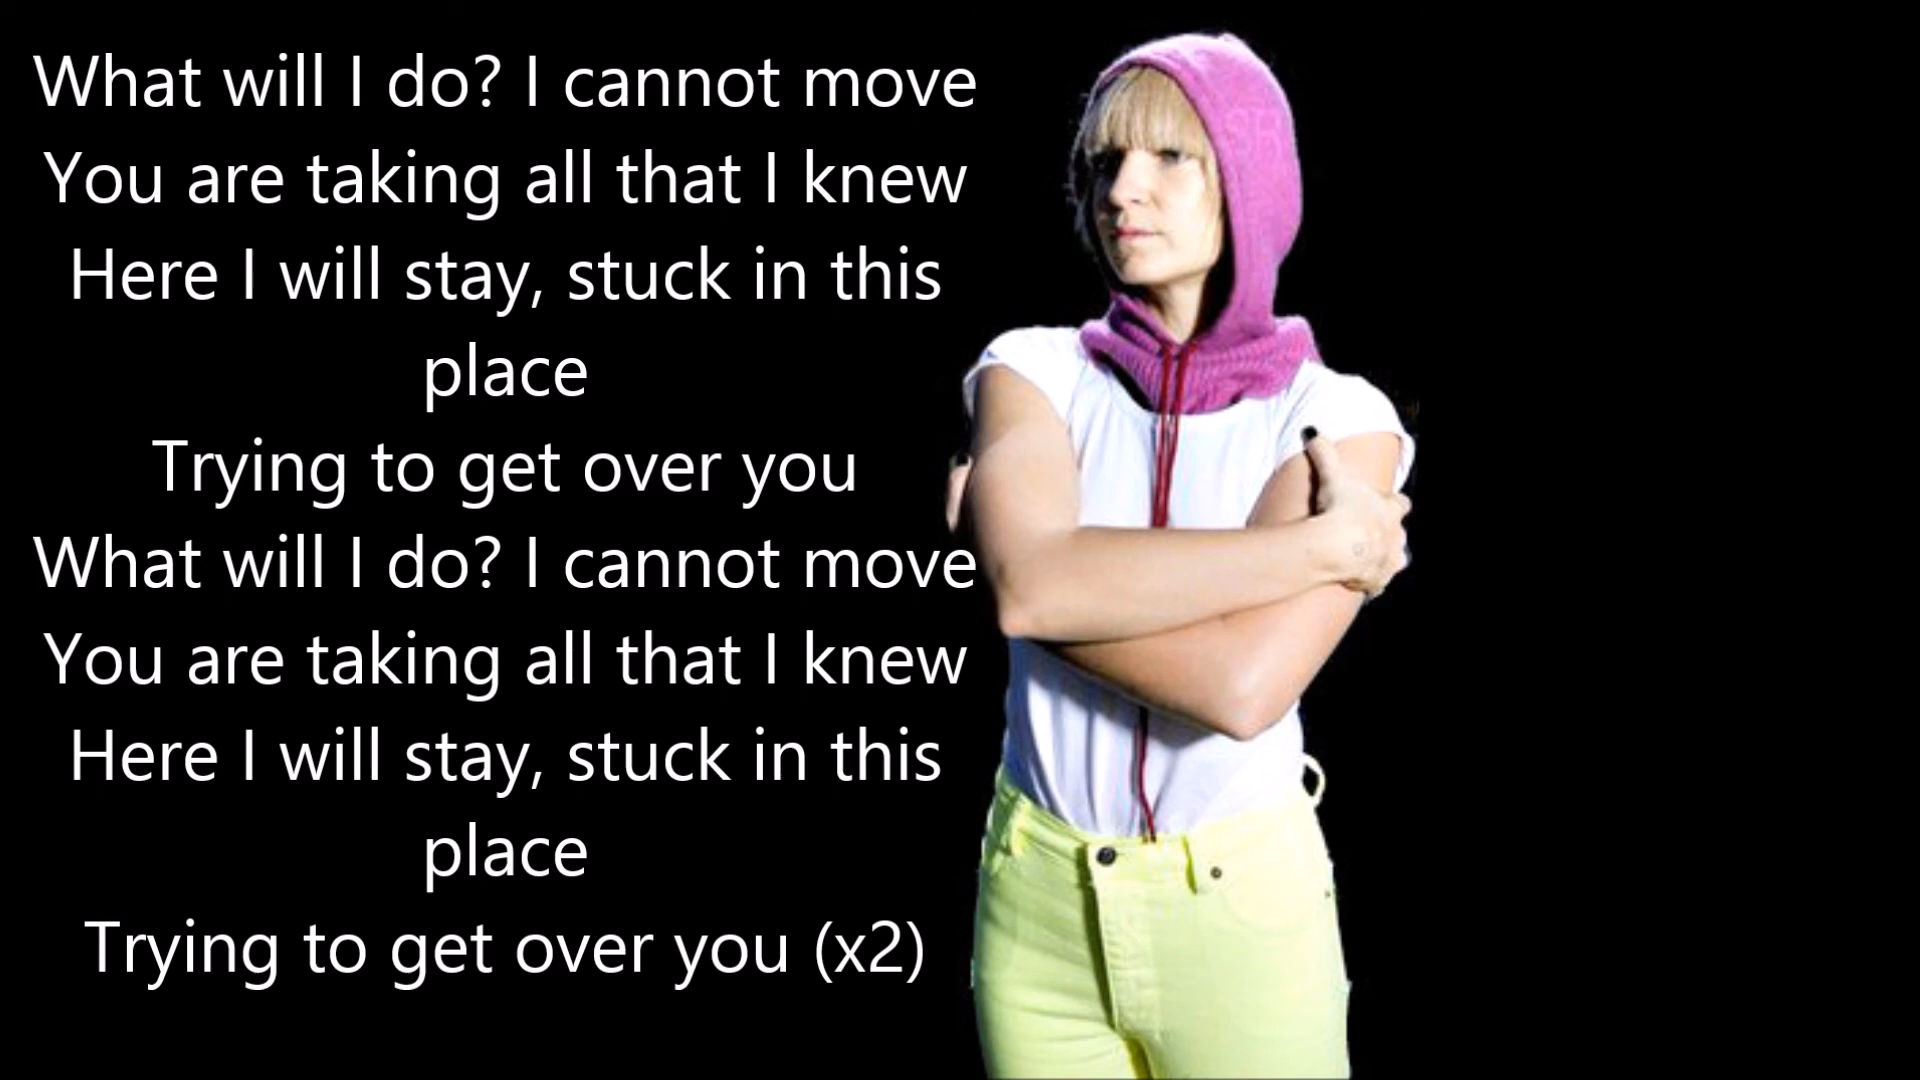 What will I do? I cannot move
You are taking all that I knew
Here I will stay, stuck in this
place
Trying to get over you
What will I do? I cannot move
You are taking all that I knew
Here I will stay, stuck in this
place
Trying to get over you (x2)